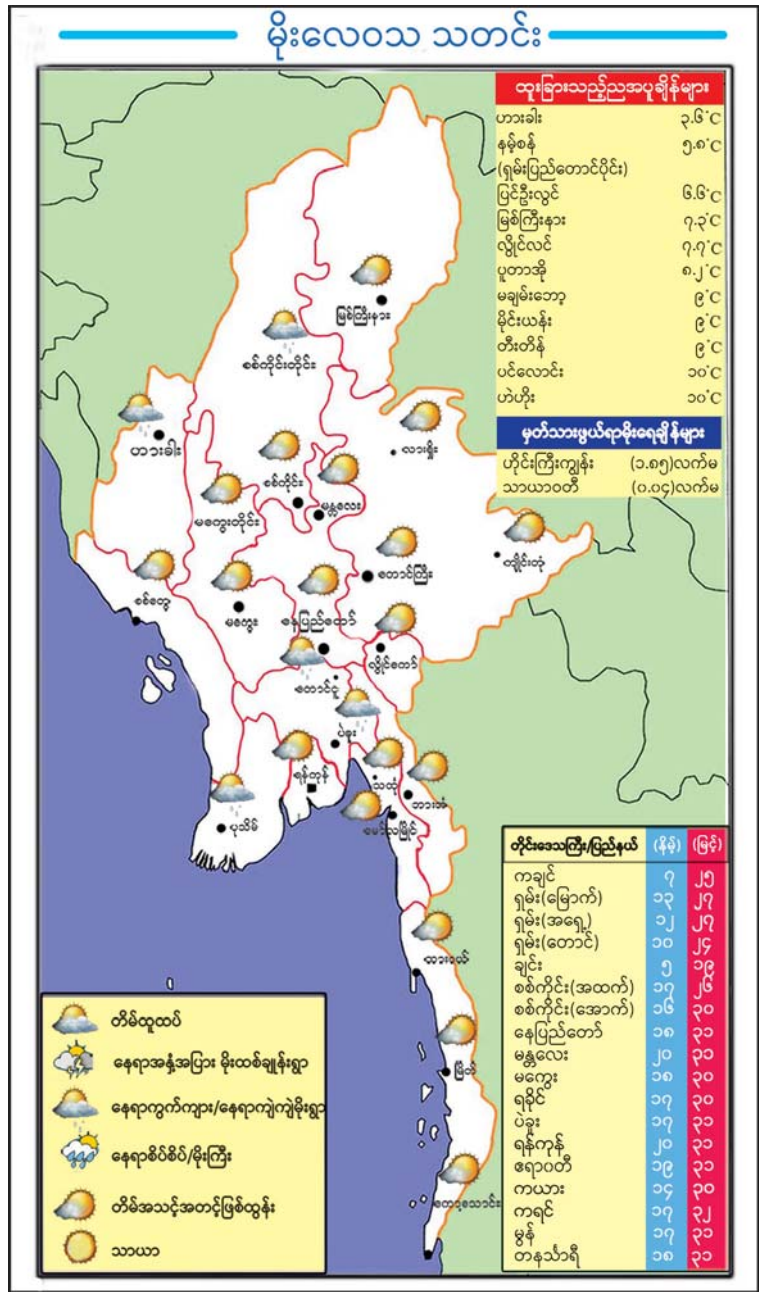 မိုးလေဝသ သတင်း
ထူးခြားသည့်ညအပူချိန်များ
ဟားခါး ၃.၆°C
နမ့်စန် ၅.၈°C
(ရှမ်းပြည်တောင်ပိုင်း)
ပြင်ဦးလွင် ၆.၆°C
မြစ်ကြီးနား ၇.၃°C
လွိုင်လင် ၇.၇°C
ပူတာအို ၈.၂°C
မချမ်းဘော့ ၉°C
မိုင်းယန်း ၉°C
တီးတိန် ၉°C
ပင်လောင်း ၁၀°C
ဟဲဟိုး ၁၀°C
မှတ်သားဖွယ်ရာမိုးရေချိန်များ
ဟိုင်းကြီးကျွန်း (၁.၈၅)လက်မ
သာယာဝတီ (၀.၀၄)လက်မ
မြစ်ကြီးနား
စစ်ကိုင်းတိုင်း
ဟားခါး
လားရှိုး
စစ်ကိုင်း
မန္တလေး
မကွေးတိုင်း
ကျိုင်းတုံ
တောင်ကြီး
စစ်တွေ
မကွေး
နေပြည်တော်
လွိုင်ကော်
တောင်ငူ
ပဲခူး
ရန်ကုန်
သထုံ
ဘားအံ
ပုသိမ်
မော်လမြိုင်
ထားဝယ်
မြိတ်
ကော့သောင်း
တိုင်းဒေသကြီး/ပြည်နယ် (နိမ့်) (မြင့်)
ကချင် ၇ ၂၅
ရှမ်း(မြောက်) ၁၃ ၂၇
ရှမ်း(အရှေ့) ၁၂ ၂၇
ရှမ်း(တောင်) ၁၀ ၂၄
ချင်း ၅ ၁၉
စစ်ကိုင်း(အထက်) ၁၇ ၂၆
စစ်ကိုင်း(အောက်) ၁၆ ၃၀
နေပြည်တော် ၁၈ ၃၁
မန္တလေး ၂၀ ၃၁
မကွေး ၁၈ ၃၀
ရခိုင် ၁၇ ၃၀
ပဲခူး ၁၇ ၃၁
ရန်ကုန် ၂၀ ၃၁
ဧရာဝတီ ၁၉ ၃၁
ကယား ၁၄ ၃၀
ကရင် ၁၇ ၃၂
မွန် ၁၇ ၃၁
တနင်္သာရီ ၁၈ ၃၁
တိမ်ထူထပ်
နေရာအနှံ့အပြား မိုးထစ်ချုန်းရွာ
နေရာကွက်ကျား/နေရာကျဲကျဲမိုးရွာ
နေရာစိပ်စိပ်/မိုးကြီး
တိမ်အသင့်အတင့်ဖြစ်ထွန်း
သာယာ